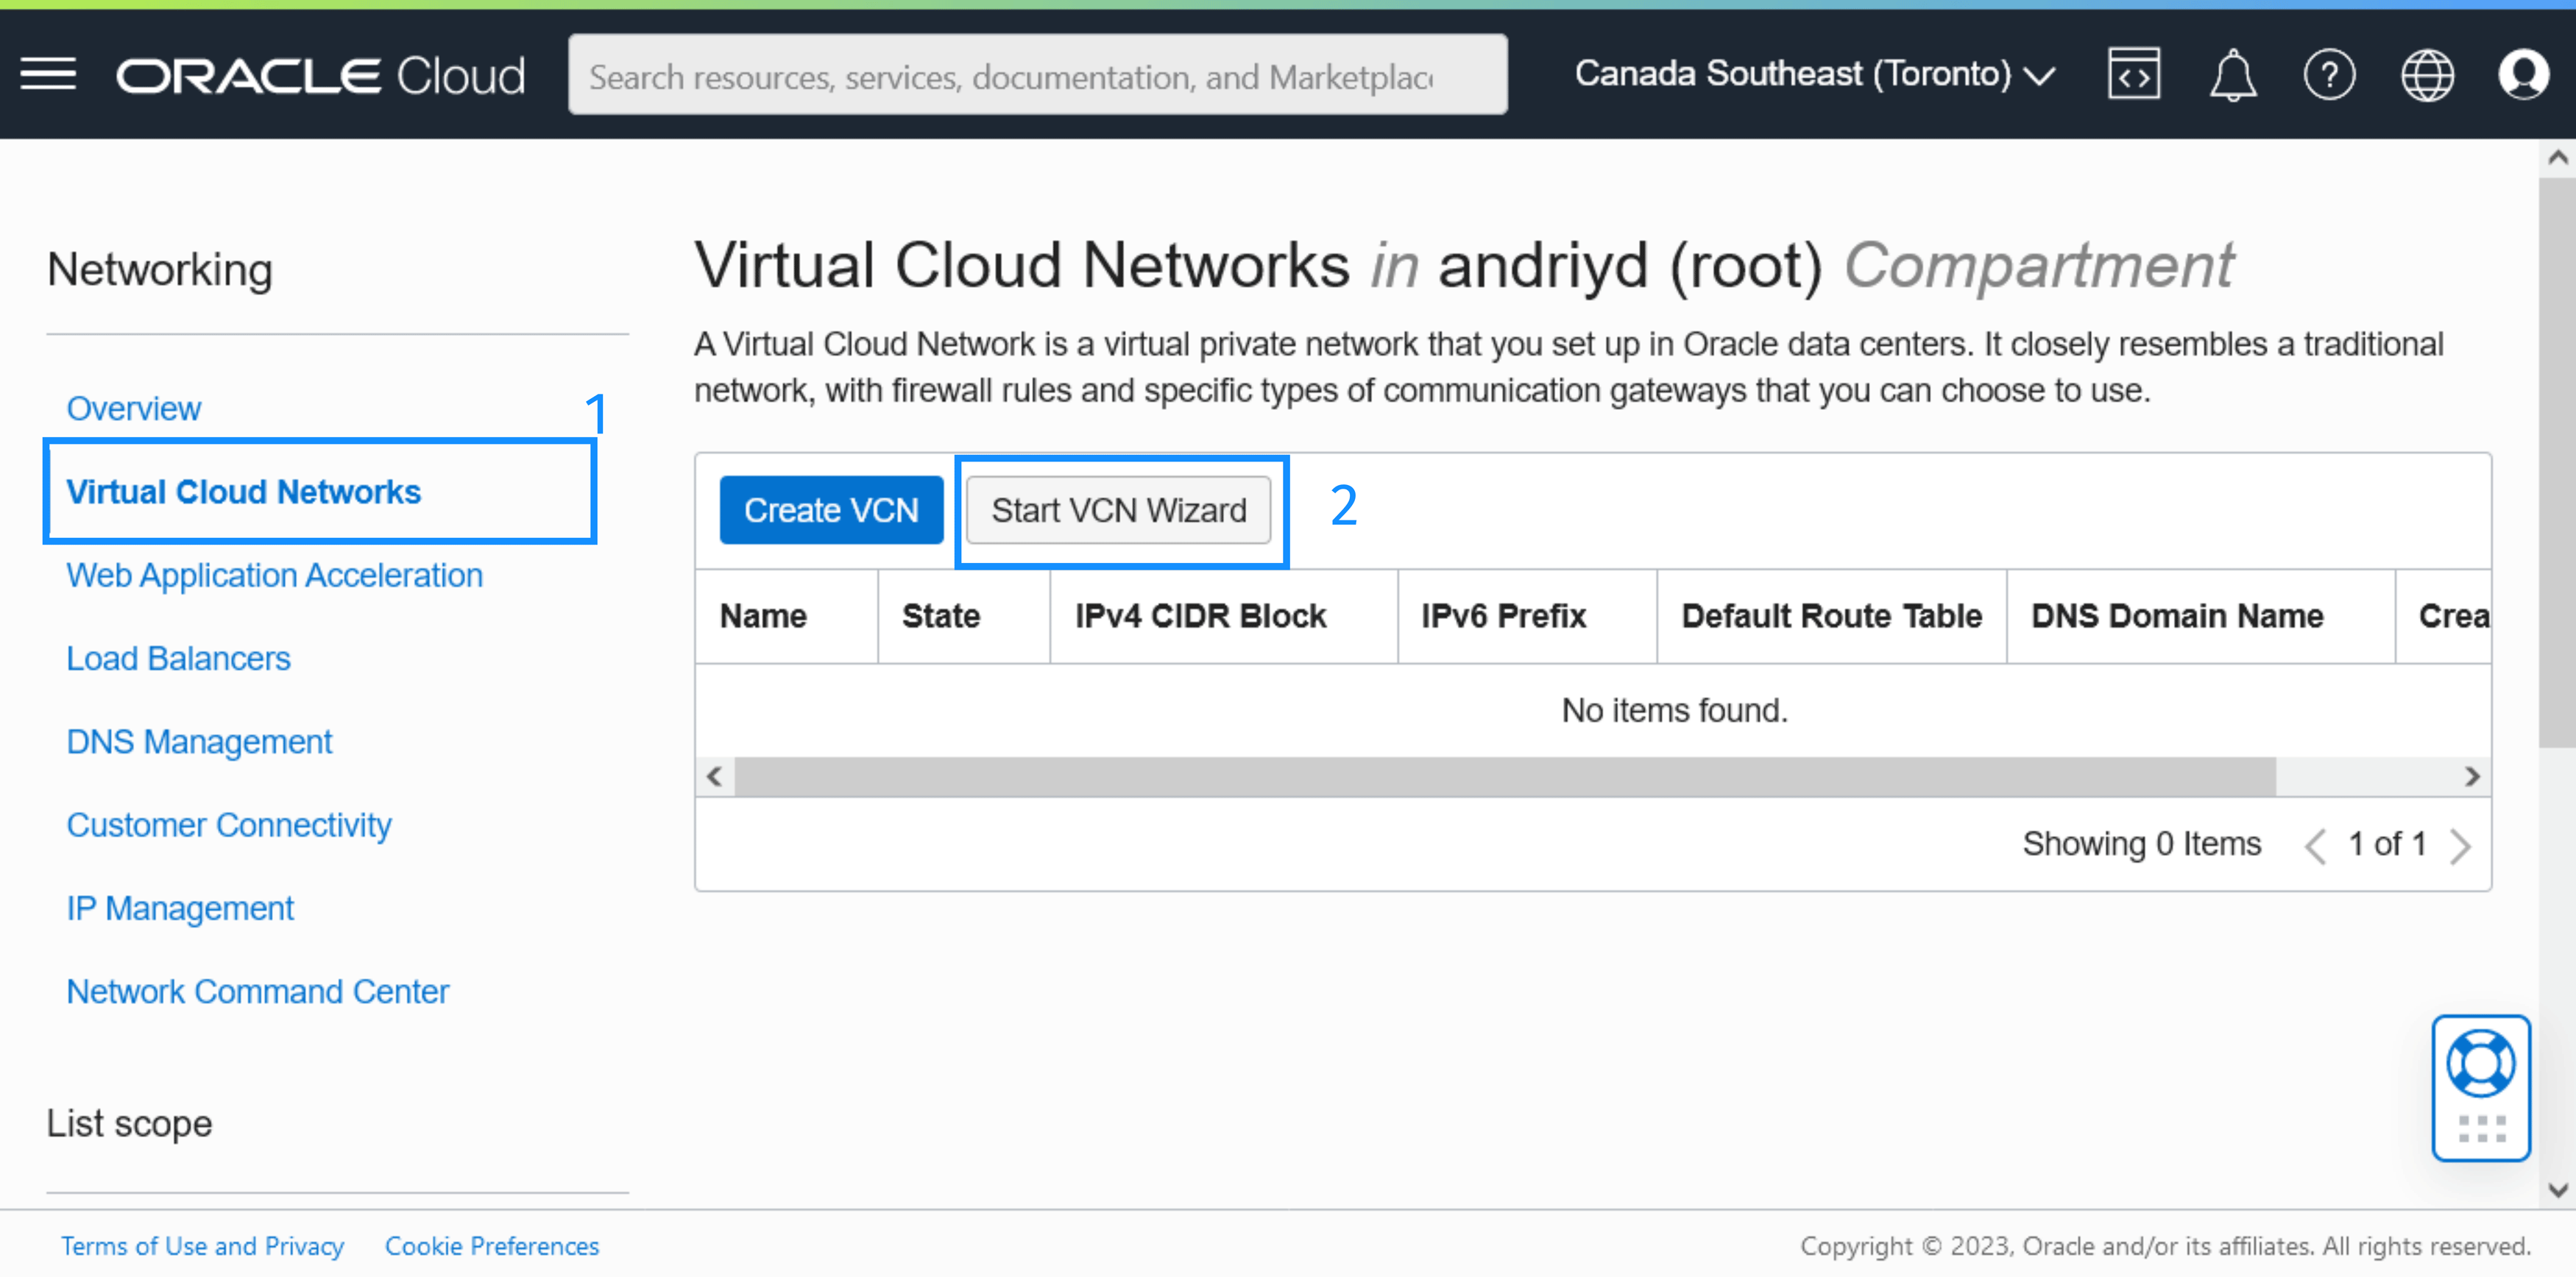 ORACLE Cloud
Search resources, services, documentation, and Marketplac
Canada Southeast (Toronto)
Networking
Overview
1
Virtual Cloud Networks
Web Application Acceleration
Load Balancers
DNS Management
Customer Connectivity
IP Management
Network Command Center
List scope
Virtual Cloud Networks in andriyd (root) Compartment
A Virtual Cloud Network is a virtual private network that you set up in Oracle data centers. It closely resembles a traditional
network, with firewall rules and specific types of communication gateways that you can choose to use.
Create VCN Start VCN Wizard 2
Name State IPv4 CIDR Block IPv6 Prefix Default Route Table DNS Domain Name Crea
No items found.
Showing 0 Items 1 of 1
Terms of Use and Privacy Cookie Preferences
Copyright © 2023, Oracle and/or its affiliates. All rights reserved.